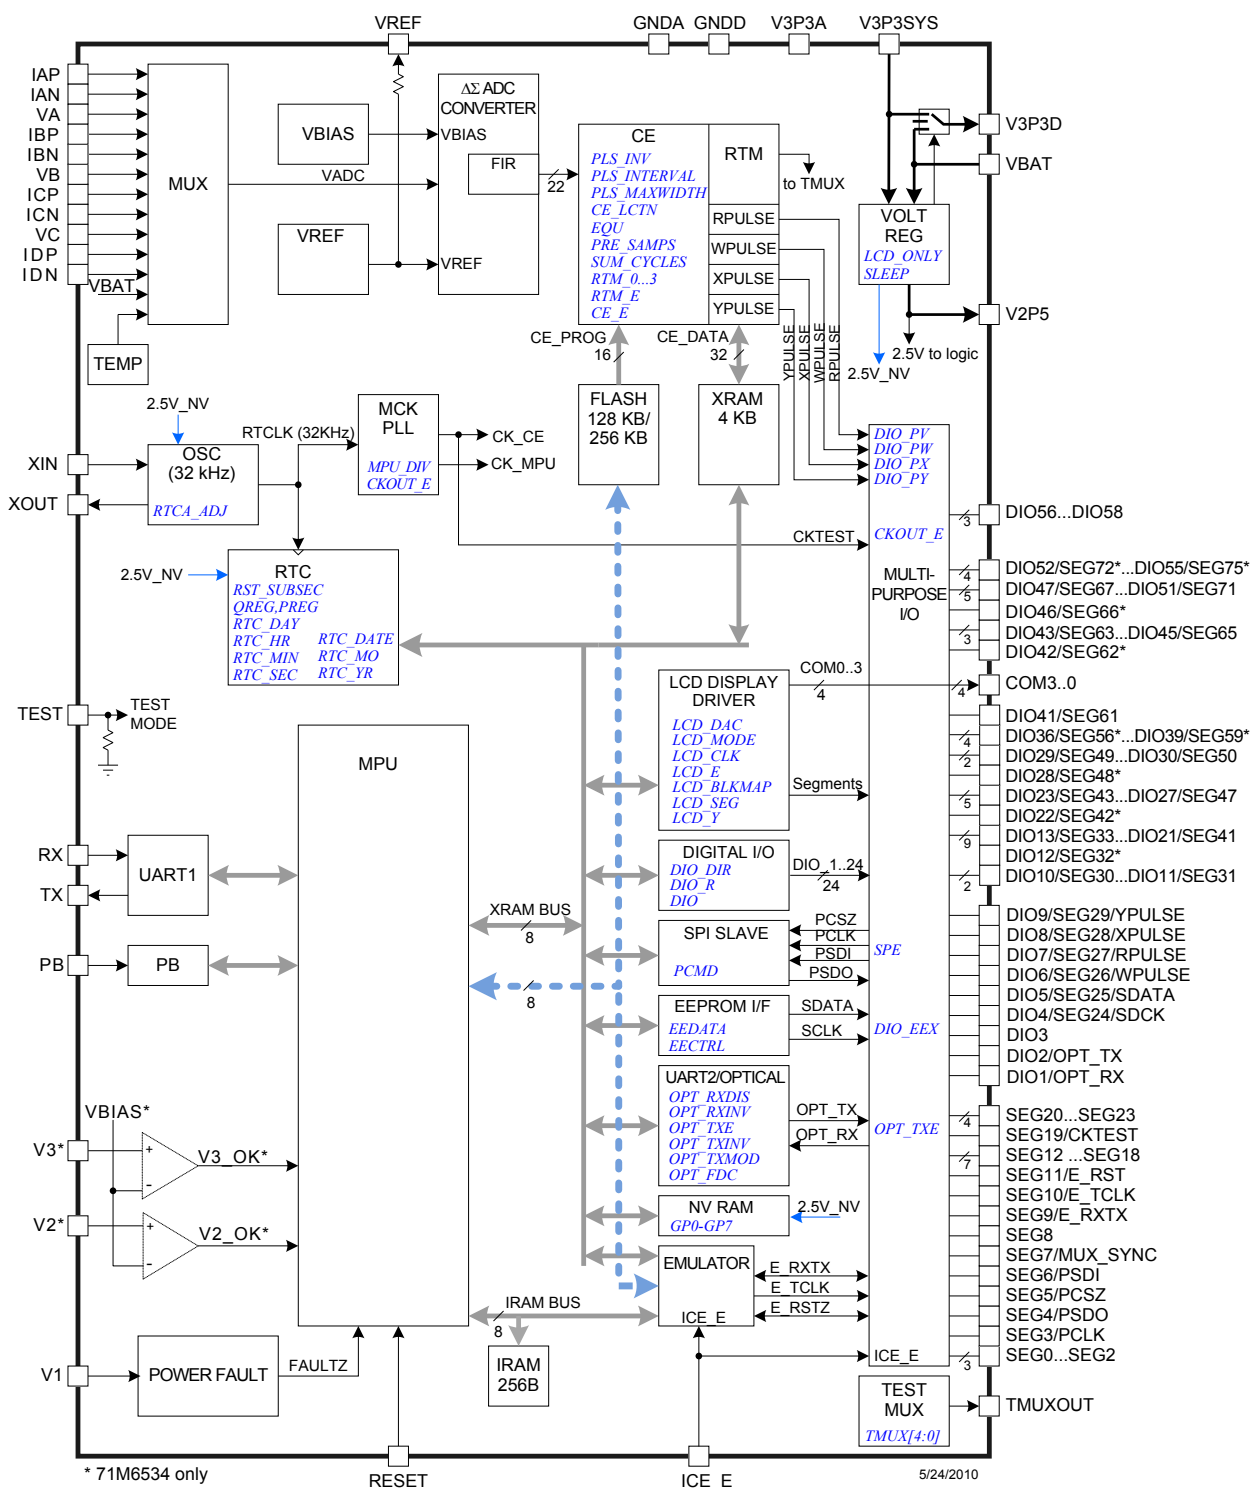 VREF
GNDA
GNDD
V3P3A
V3P3SYS
IAP
IAN
VA
IBP
IBN
VB
ICP
ICN
VC
IDP
IDN
VBAT
MUX
TEMP
VBIAS
VREF
VADC
ΔΣ ADC
CONVERTER
VBIAS
FIR
VREF
22
CE
PLS_INV
PLS_INTERVAL
PLS_MAXWIDTH
CE_LCTN
EQU
PRE_SAMPS
SUM_CYCLES
RTM_0...3
RTM_E
CE_E
RTM
to TMUX
RPULSE
WPULSE
XPULSE
YPULSE
YPULSE
XPULSE
WPULSE
RPULSE
V3P3D
VBAT
VOLT
REG
LCD_ONLY
SLEEP
V2P5
2.5V to logic
2.5V_NV
CE_PROG
16
CE_DATA
32
FLASH
128 KB/
256 KB
XRAM
4 KB
2.5V_NV
XIN
XOUT
OSC
(32 kHz)
RTCA_ADJ
RTCLK (32KHz)
MCK
PLL
MPU_DIV
CKOUT_E
CK_CE
CK_MPU
CKTEST
2.5V_NV
RTC
RST_SUBSEC
QREG,PREG
RTC_DAY
RTC_HR RTC_DATE
RTC_MIN RTC_MO
RTC_SEC RTC_YR
DIO_PV
DIO_PW
DIO_PX
DIO_PY
CKOUT_E
MULTI-
PURPOSE
I/O
SPE
DIO_EEX
OPT_TXE
ICE_E
TEST
TEST
MODE
MPU
RX
TX
UART1
PB
PB
XRAM BUS
8
8
LCD DISPLAY
DRIVER
LCD_DAC
LCD_MODE
LCD_CLK
LCD_E
LCD_BLKMAP
LCD_SEG
LCD_Y
COM0..3
4
4
Segments
DIGITAL I/O
DIO_DIR
DIO_R
DIO
DIO_1..24
24
SPI SLAVE
PCMD
PCSZ
PCLK
PSDI
PSDO
EEPROM I/F
EEDATA
EECTRL
SDATA
SCLK
UART2/OPTICAL
OPT_RXDIS
OPT_RXINV
OPT_TXE
OPT_TXINV
OPT_TXMOD
OPT_FDC
OPT_TX
OPT_RX
NV RAM
GP0-GP7
2.5V_NV
EMULATOR
ICE_E
E_RXTX
E_TCLK
E_RSTZ
VBIAS*
V3*
+
-
V3_OK*
V2*
+
-
V2_OK*
IRAM BUS
8
IRAM
256B
V1
POWER FAULT
FAULTZ
TEST
MUX
TMUX[4:0]
DIO56...DIO58
3
DIO52/SEG72*...DIO55/SEG75*
4
DIO47/SEG67...DIO51/SEG71
5
DIO46/SEG66*
DIO43/SEG63...DIO45/SEG65
3
DIO42/SEG62*
COM3..0
DIO41/SEG61
DIO36/SEG56*...DIO39/SEG59*
4
DIO29/SEG49...DIO30/SEG50
2
DIO28/SEG48*
DIO23/SEG43...DIO27/SEG47
5
DIO22/SEG42*
DIO13/SEG33...DIO21/SEG41
9
DIO12/SEG32*
DIO10/SEG30...DIO11/SEG31
2
DIO9/SEG29/YPULSE
DIO8/SEG28/XPULSE
DIO7/SEG27/RPULSE
DIO6/SEG26/WPULSE
DIO5/SEG25/SDATA
DIO4/SEG24/SDCK
DIO3
DIO2/OPT_TX
DIO1/OPT_RX
SEG20...SEG23
4
SEG19/CKTEST
SEG12 ...SEG18
7
SEG11/E_RST
SEG10/E_TCLK
SEG9/E_RXTX
SEG8
SEG7/MUX_SYNC
SEG6/PSDI
SEG5/PCSZ
SEG4/PSDO
SEG3/PCLK
SEG0...SEG2
3
TMUXOUT
* 71M6534 only
RESET
ICE_E
5/24/2010